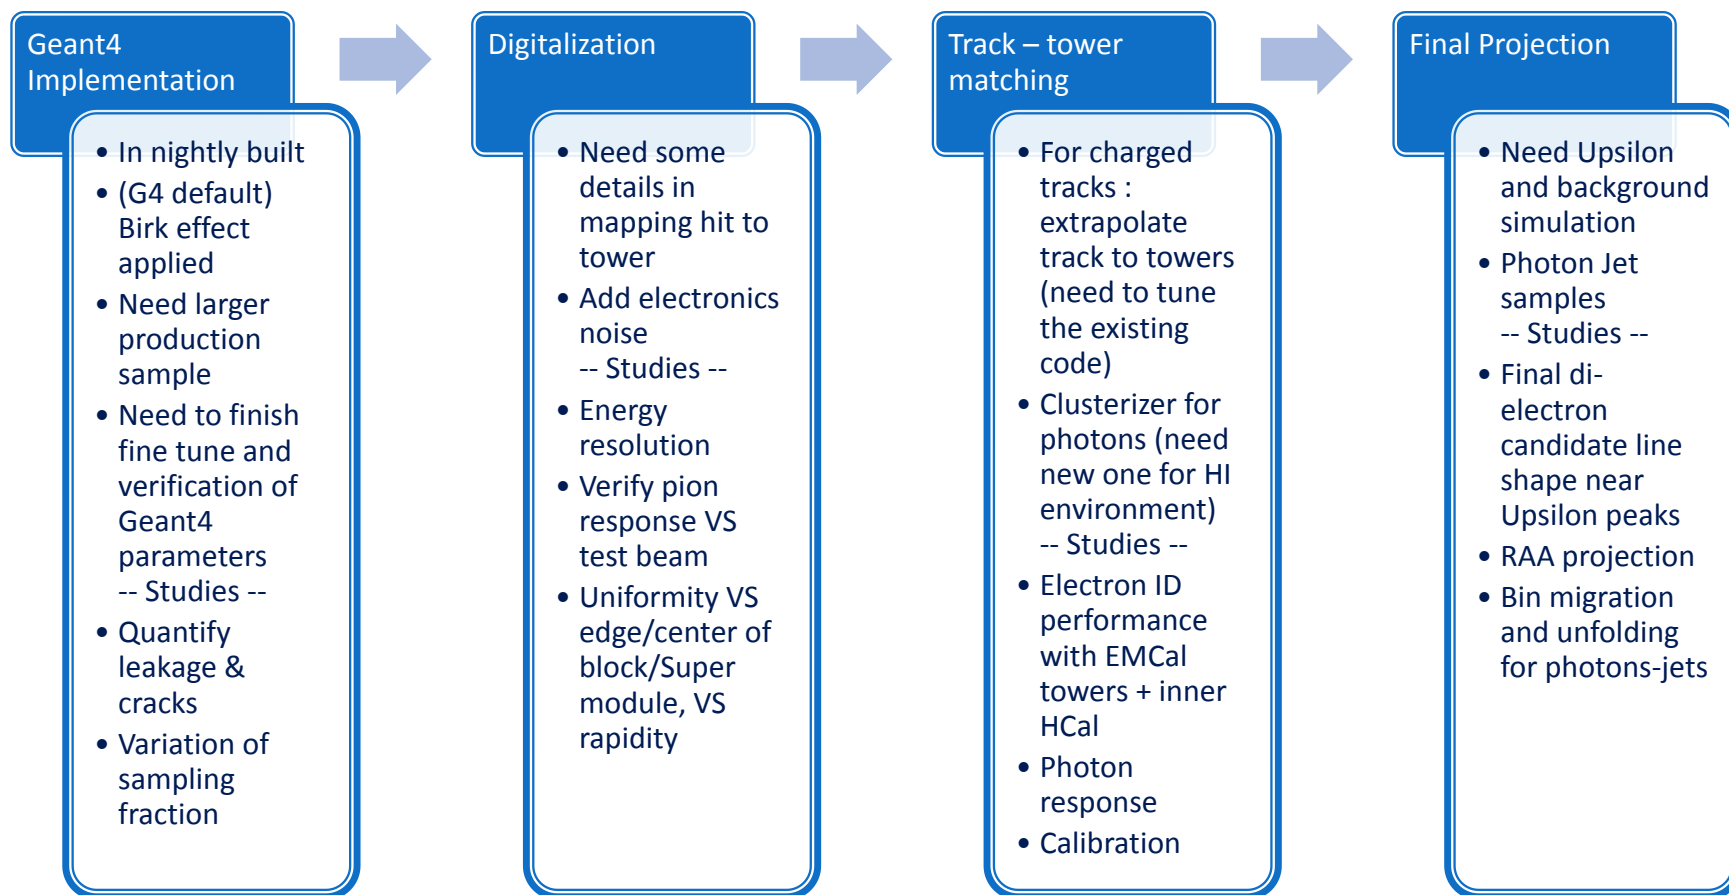 Geant4
Implementation
• In nightly built
• (G4 default)
Birk effect
applied
• Need larger
production
sample
• Need to finish
fine tune and
verification of
Geant4
parameters
-- Studies --
• Quantify
leakage &
cracks
• Variation of
sampling
fraction
Digitalization
• Need some
details in
mapping hit to
tower
• Add electronics
noise
-- Studies --
• Energy
resolution
• Verify pion
response VS
test beam
• Uniformity VS
edge/center of
block/Super
module, VS
rapidity
Track – tower
matching
• For charged
tracks :
extrapolate
track to towers
(need to tune
the existing
code)
• Clusterizer for
photons (need
new one for HI
environment)
-- Studies --
• Electron ID
performance
with EMCal
towers + inner
HCal
• Photon
response
• Calibration
Final Projection
• Need Upsilon
and background
simulation
• Photon Jet
samples
-- Studies --
• Final di-
electron
candidate line
shape near
Upsilon peaks
• RAA projection
• Bin migration
and unfolding
for photons-jets